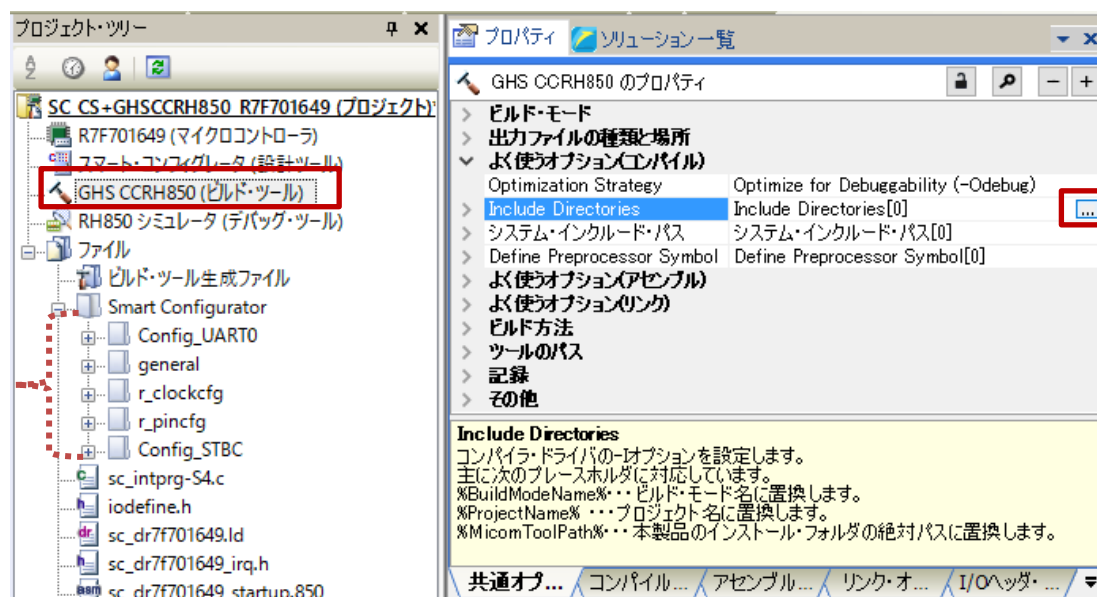 プロジェクト・ツリー
SC_CS+GHSCCRH850_R7F701649 (プロジェクト)*
R7F701649 (マイクロコントローラ)
スマート・コンフィグレータ (設計ツール)
GHS CCRH850 (ビルド・ツール)
RH850 シミュレータ (デバッグ・ツール)
ファイル
ビルド・ツール生成ファイル
Smart Configurator
Config_UART0
general
r_clockcfg
r_pincfg
Config_STBC
sc_intprg-S4.c
iodefine.h
sc_dr7f701649.ld
sc_dr7f701649_irq.h
sc_dr7f701649_startup.850
プロパティ ソリューション一覧
GHS CCRH850 のプロパティ
ビルド・モード
出力ファイルの種類と場所
よく使うオプション(コンパイル)
Optimization Strategy Optimize for Debuggability (-Odebug)
Include Directories Include Directories[0] ...
システム・インクルード・パス システム・インクルード・パス[0]
Define Preprocessor Symbol Define Preprocessor Symbol[0]
よく使うオプション(アセンブル)
よく使うオプション(リンク)
ビルド方法
ツールのパス
記録
その他
Include Directories
コンパイラ・ドライバの-Iオプションを設定します。
主に次のプレースホルダに対応しています。
%BuildModeName%・・・ビルド・モード名に置換します。
%ProjectName% ・・・プロジェクト名に置換します。
%MicomToolPath%・・・本製品のインストール・フォルダの絶対パスに置換します。
共通オプ... コンパイル... アセンブル... リンク・オ... I/Oヘッダ・...